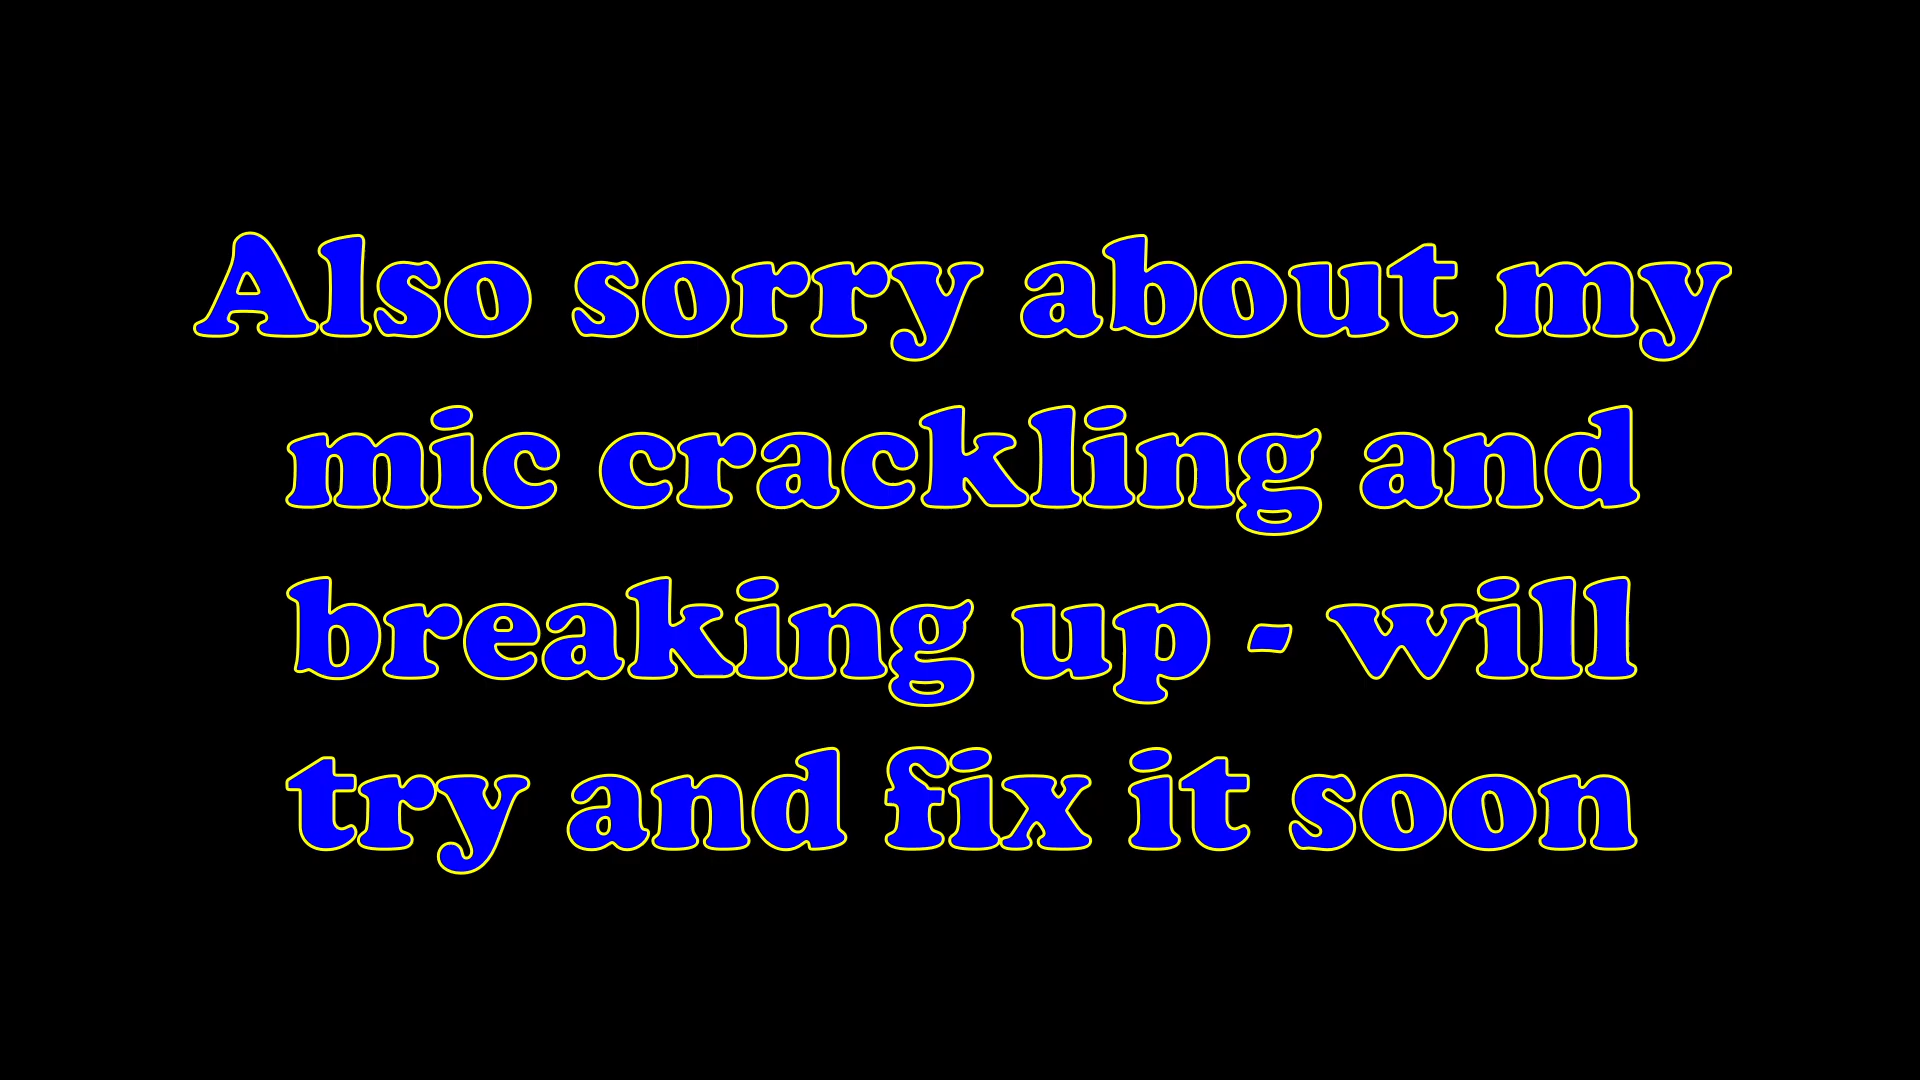 Also sorry about my
mic crackling and
breaking up - will
try and fix it soon